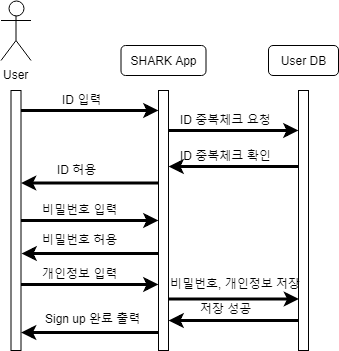 User
SHARK App
User DB
ID 입력
ID 중복체크 요청
ID 중복체크 확인
ID 허용
비밀번호 입력
비밀번호 허용
개인정보 입력
비밀번호, 개인정보 저장
저장 성공
Sign up 완료 출력